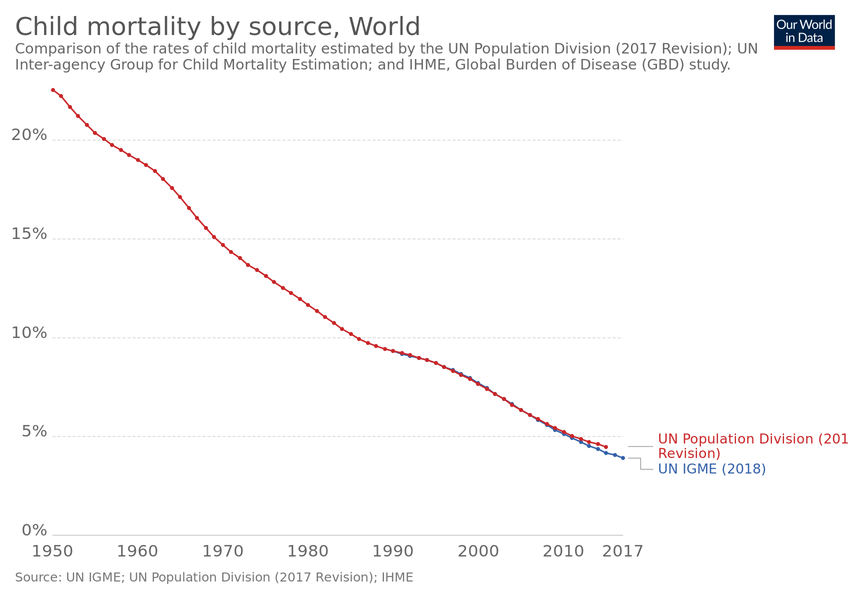 Child mortality by source, World
Our World
in Data
Comparison of the rates of child mortality estimated by the UN Population Division (2017 Revision); UN
Inter-agency Group for Child Mortality Estimation; and IHME, Global Burden of Disease (GBD) study.
20%
15%
10%
5%
0%
UN Population Division (201
Revision)
UN IGME (2018)
1950 1960 1970 1980 1990 2000 2010 2017
Source: UN IGME; UN Population Division (2017 Revision); IHME